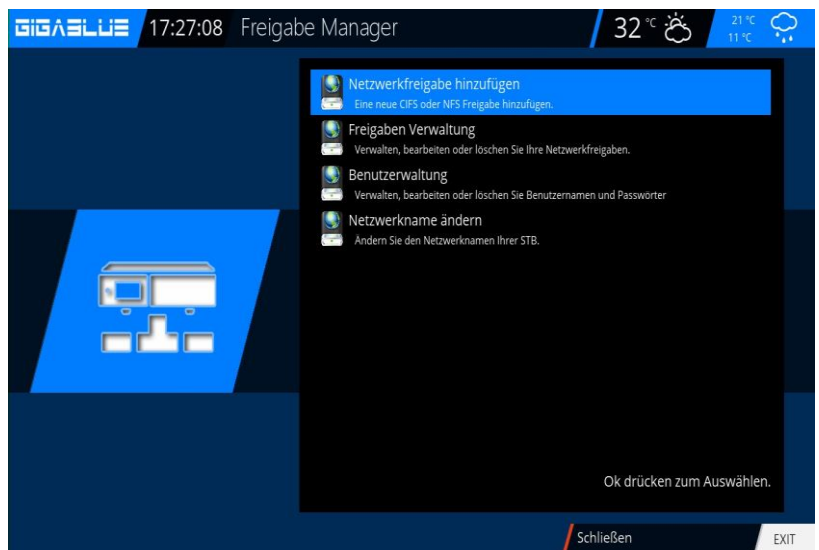 GIGABLUE 17:27:08 Freigabe Manager 32 °C 21 °C
11 °C
Netzwerkfreigabe hinzufügen
Eine neue CIFS oder NFS Freigabe hinzufügen.
Freigaben Verwaltung
Verwalten, bearbeiten oder löschen Sie Ihre Netzwerkfreigaben.
Benutzerwaltung
Verwalten, bearbeiten oder löschen Sie Benutzernamen und Passwörter
Netzwerkname ändern
Ändern Sie den Netzwerknamen Ihrer STB.
Ok drücken zum Auswählen.
Schließen EXIT